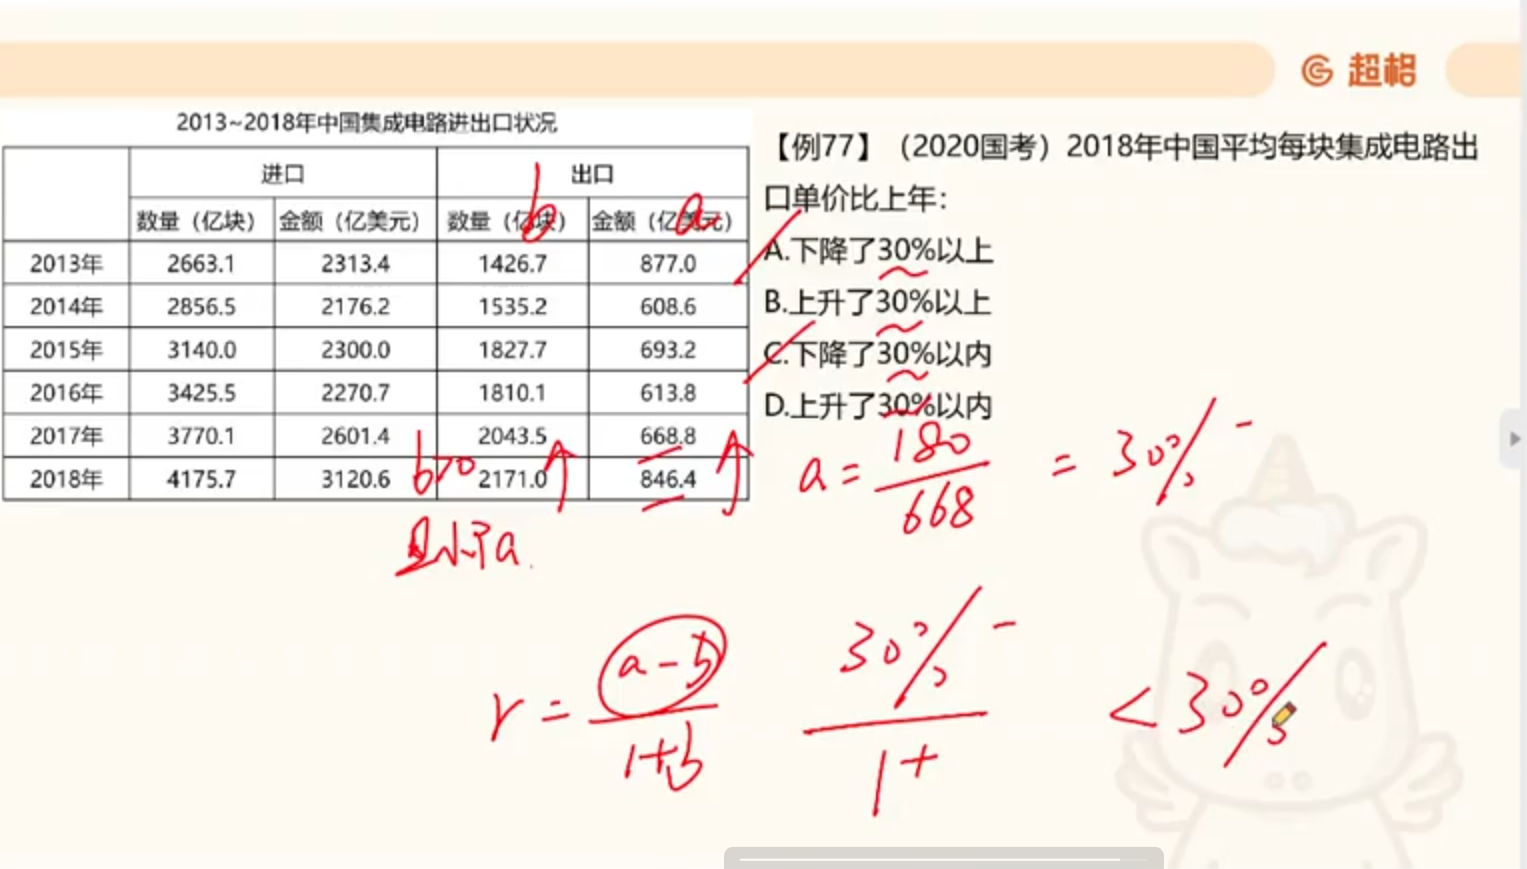 超格
2013~2018年中国集成电路进出口状况
进口 出口
数量（亿块） 金额（亿美元） 数量（亿块） 金额（亿美元）
b a
2013年 2663.1 2313.4 1426.7 877.0
2014年 2856.5 2176.2 1535.2 608.6
2015年 3140.0 2300.0 1827.7 693.2
2016年 3425.5 2270.7 1810.1 613.8
2017年 3770.1 2601.4 2043.5 668.8
2018年 4175.7 3120.6 2171.0 846.4
b>0
且小于a.
【例77】（2020国考）2018年中国平均每块集成电路出
口单价比上年：
A.下降了30%以上
B.上升了30%以上
C.下降了30%以内
D.上升了30%以内
a = 180/668 = 30%-
r = a-b/1+b 30%-/1+ <30%